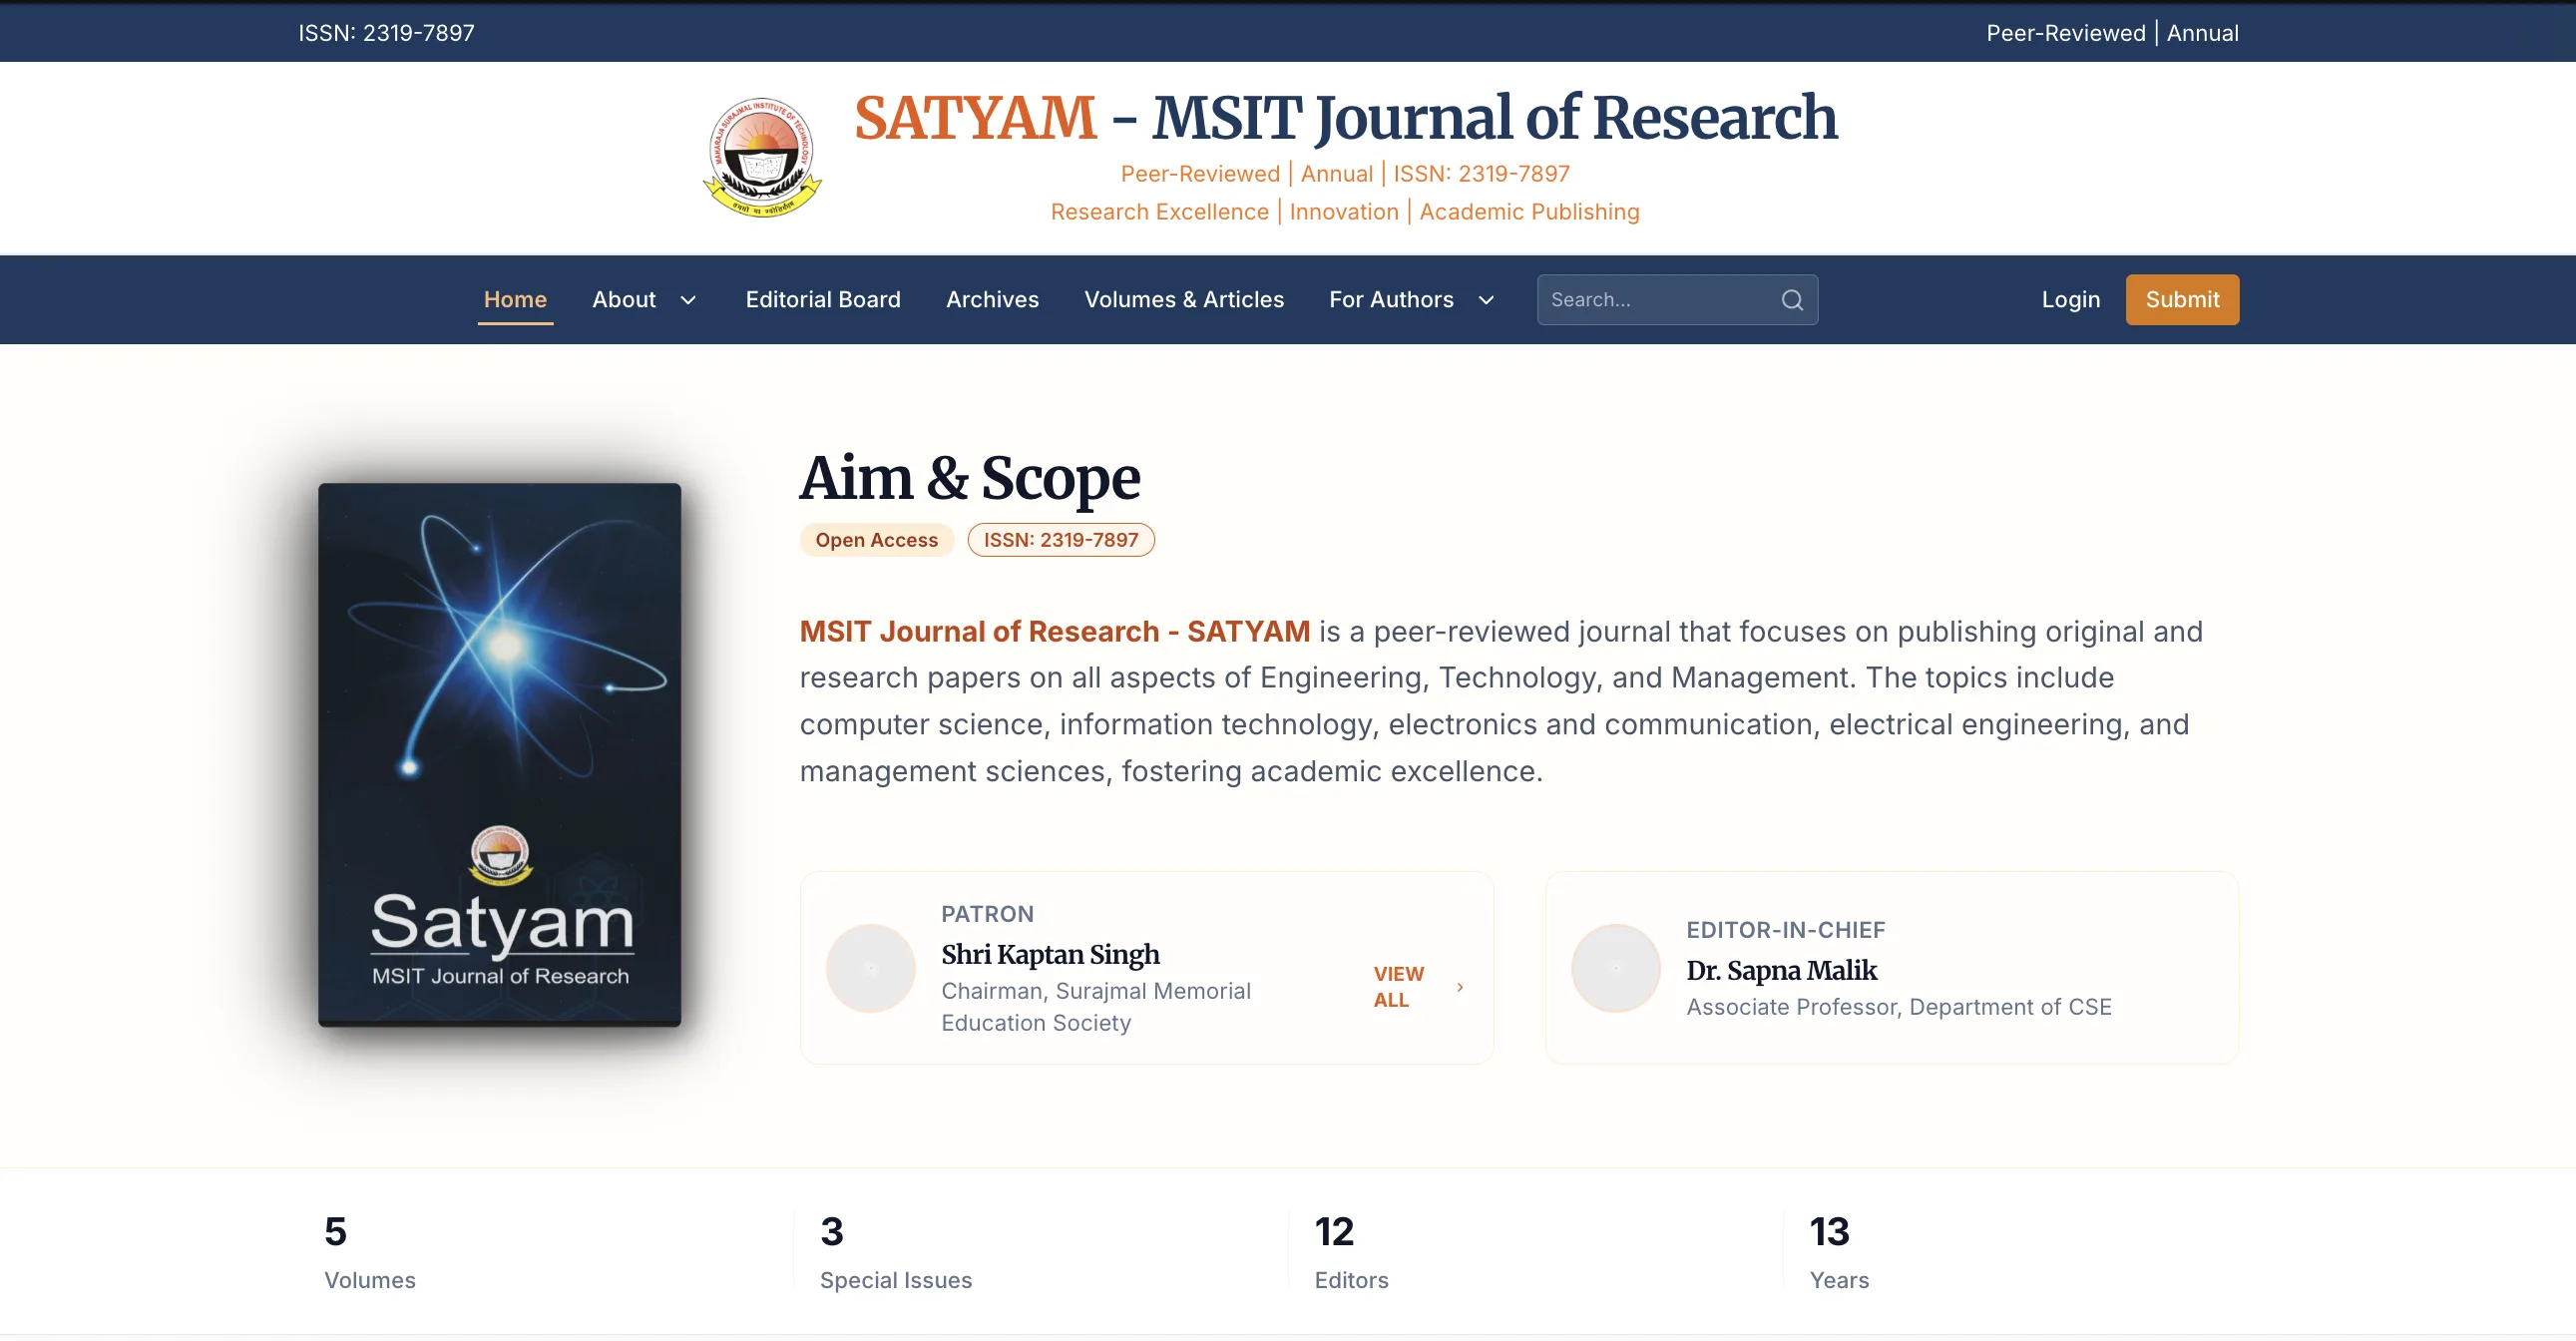 ISSN: 2319-7897
Peer-Reviewed | Annual
MAHARAJA SURAJMAL INSTITUTE OF TECHNOLOGY
SATYAM - MSIT Journal of Research
Peer-Reviewed | Annual | ISSN: 2319-7897
Research Excellence | Innovation | Academic Publishing
Home
About
Editorial Board
Archives
Volumes & Articles
For Authors
Search...
Login
Submit
Aim & Scope
Open Access
ISSN: 2319-7897
MSIT Journal of Research - SATYAM is a peer-reviewed journal that focuses on publishing original and
research papers on all aspects of Engineering, Technology, and Management. The topics include
computer science, information technology, electronics and communication, electrical engineering, and
management sciences, fostering academic excellence.
Satyam
MSIT Journal of Research
PATRON
Shri Kaptan Singh
Chairman, Surajmal Memorial
Education Society
VIEW
ALL
EDITOR-IN-CHIEF
Dr. Sapna Malik
Associate Professor, Department of CSE
5
Volumes
3
Special Issues
12
Editors
13
Years